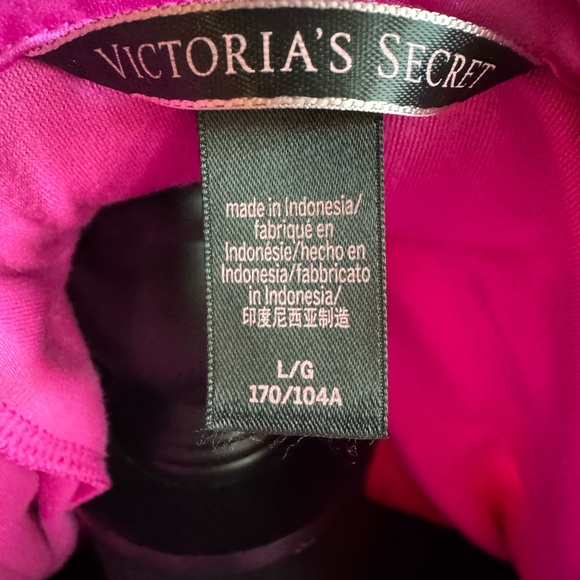 VICTORIA'S SECRET
made in Indonesia/
fabriqué en
Indonésie/hecho en
Indonesia/fabbricato
in Indonesia/
印度尼西亚制造
L/G
170/104A